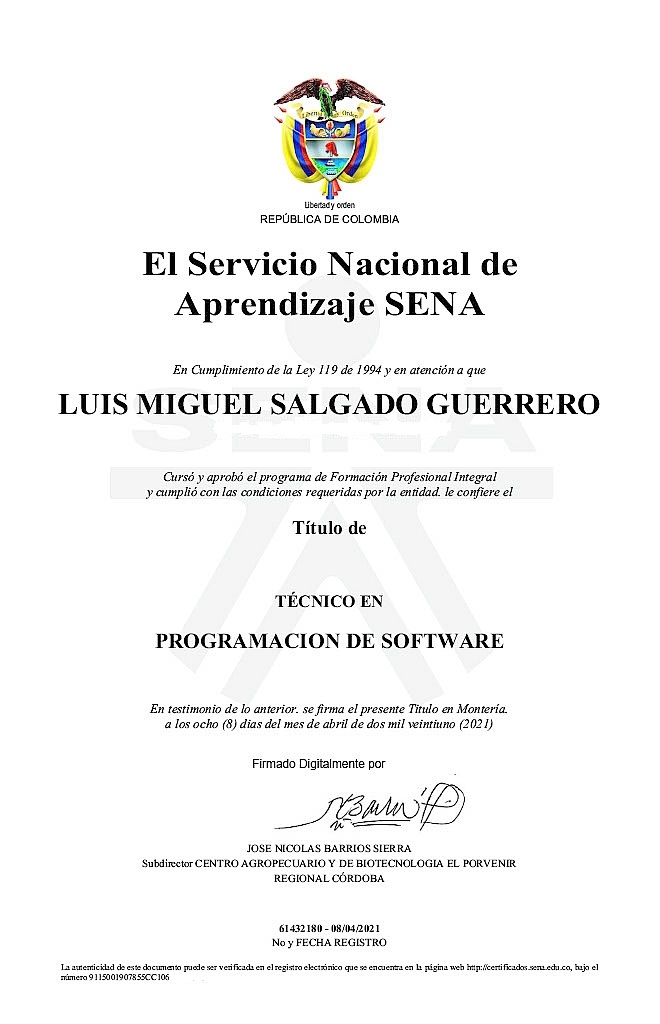 Libertad y Orden
Libertad y orden
REPÚBLICA DE COLOMBIA
El Servicio Nacional de
Aprendizaje SENA
En Cumplimiento de la Ley 119 de 1994 y en atención a que
SENA
LUIS MIGUEL SALGADO GUERRERO
Cursó y aprobó el programa de Formación Profesional Integral
y cumplió con las condiciones requeridas por la entidad. le confiere el
Título de
TÉCNICO EN
PROGRAMACION DE SOFTWARE
En testimonio de lo anterior. se firma el presente Titulo en Montería.
a los ocho (8) dias del mes de abril de dos mil veintiuno (2021)
Firmado Digitalmente por
JOSE NICOLAS BARRIOS SIERRA
Subdirector CENTRO AGROPECUARIO Y DE BIOTECNOLOGIA EL PORVENIR
REGIONAL CÓRDOBA
61432180 - 08/04/2021
No y FECHA REGISTRO
La autenticidad de este documento puede ser verificada en el registro electrónico que se encuentra en la página web http://certificados.sena.edu.co, bajo el
número 9115001907855CC106